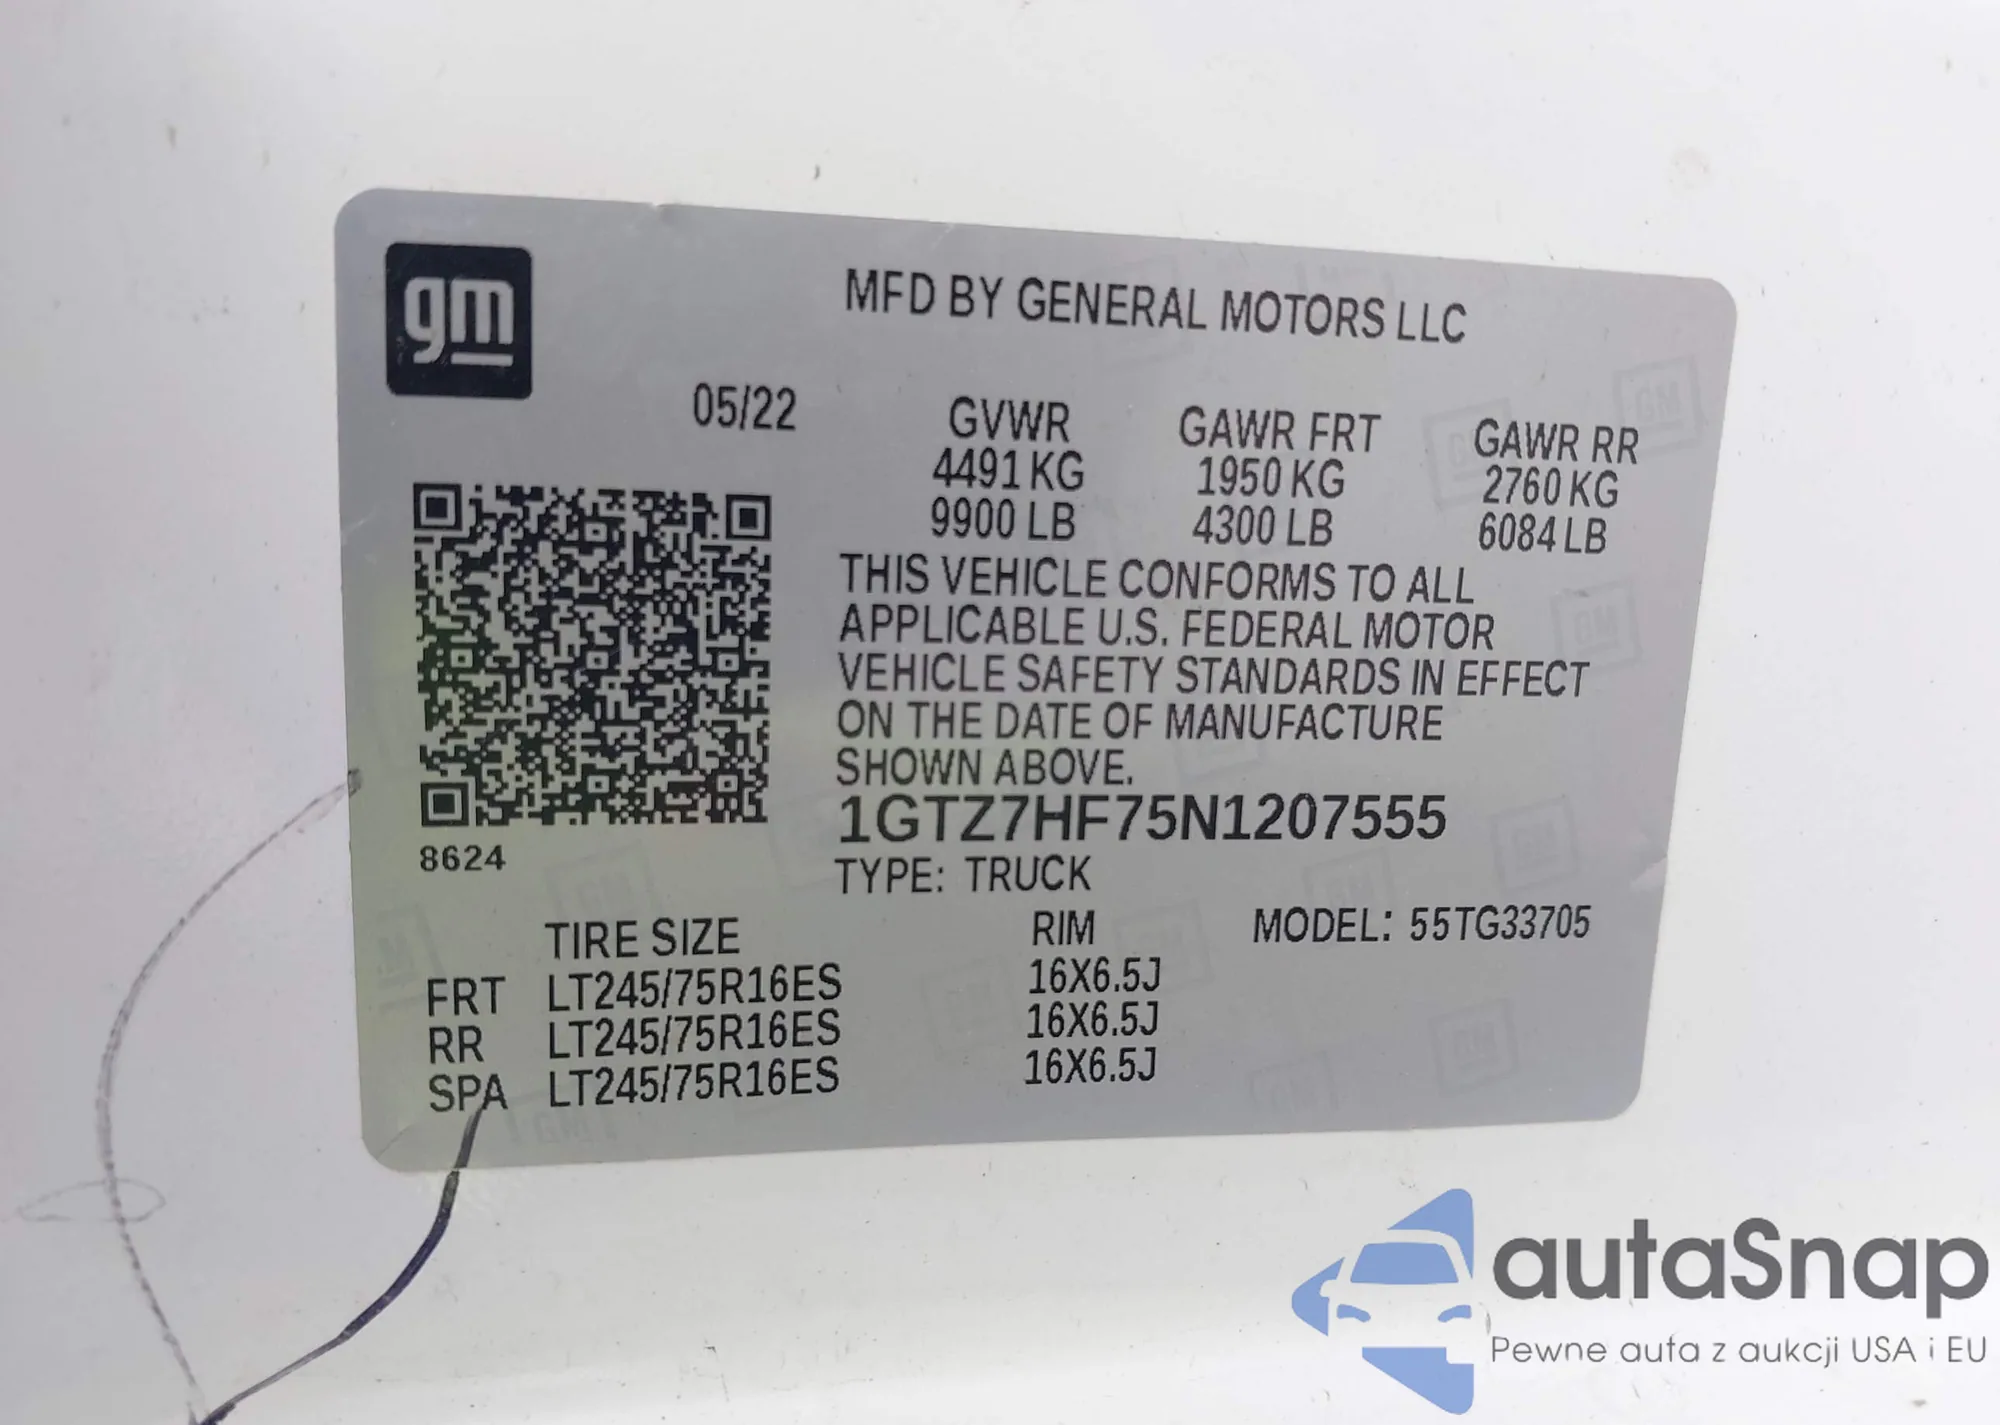 gm
MFD BY GENERAL MOTORS LLC
05/22
GVWR GAWR FRT GAWR RR
4491 KG 1950 KG 2760 KG
9900 LB 4300 LB 6084 LB
THIS VEHICLE CONFORMS TO ALL
APPLICABLE U.S. FEDERAL MOTOR
VEHICLE SAFETY STANDARDS IN EFFECT
ON THE DATE OF MANUFACTURE
SHOWN ABOVE.
1GTZ7HF75N1207555
8624
TYPE: TRUCK
TIRE SIZE RIM MODEL: 55TG33705
FRT LT245/75R16ES 16X6.5J
RR LT245/75R16ES 16X6.5J
SPA LT245/75R16ES 16X6.5J
autaSnap
Pewne auta z aukcji USA i EU